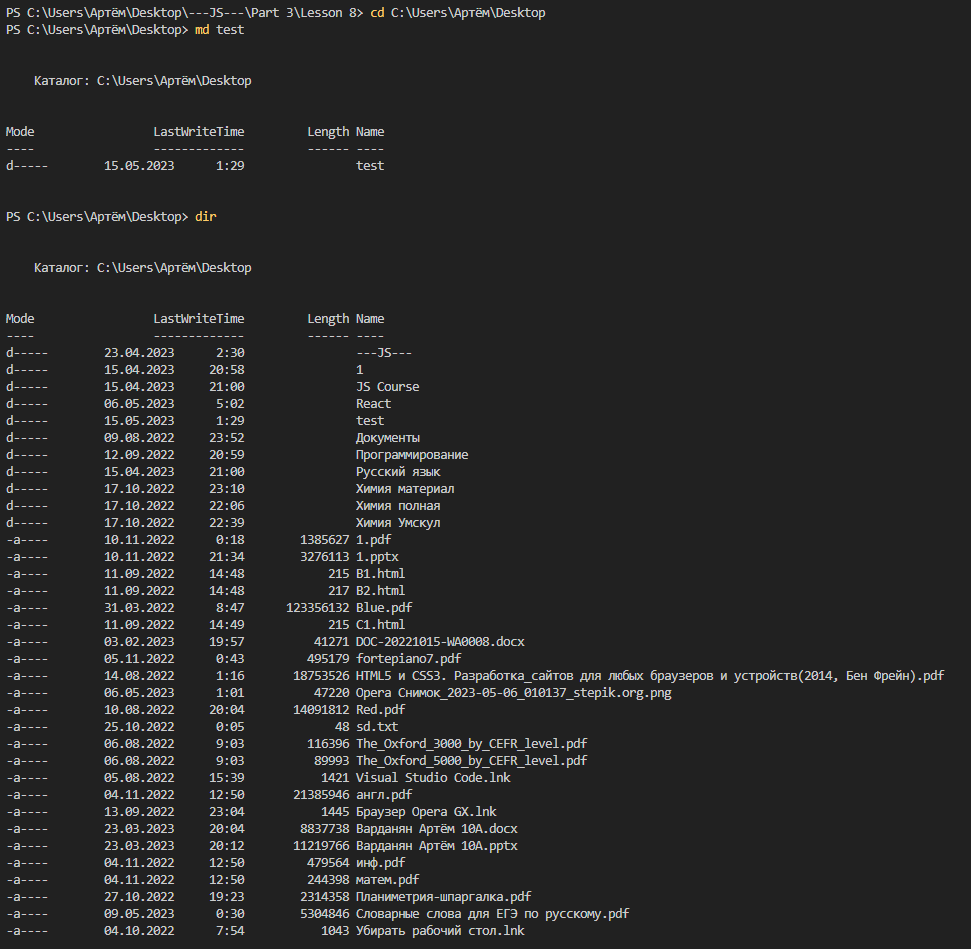 PS C:\Users\Артём\Desktop\---JS---\Part 3\Lesson 8> cd C:\Users\Артём\Desktop
PS C:\Users\Артём\Desktop> md test
Каталог: C:\Users\Артём\Desktop
Mode LastWriteTime Length Name
---- ------------- ------ ----
d----- 15.05.2023 1:29 test
PS C:\Users\Артём\Desktop> dir
Каталог: C:\Users\Артём\Desktop
Mode LastWriteTime Length Name
---- ------------- ------ ----
d----- 23.04.2023 2:30 ---JS---
d----- 15.04.2023 20:58 1
d----- 15.04.2023 21:00 JS Course
d----- 06.05.2023 5:02 React
d----- 15.05.2023 1:29 test
d----- 09.08.2022 23:52 Документы
d----- 12.09.2022 20:59 Программирование
d----- 15.04.2023 21:00 Русский язык
d----- 17.10.2022 23:10 Химия материал
d----- 17.10.2022 22:06 Химия полная
d----- 17.10.2022 22:39 Химия Умскул
-a---- 10.11.2022 0:18 1385627 1.pdf
-a---- 10.11.2022 21:34 3276113 1.pptx
-a---- 11.09.2022 14:48 215 B1.html
-a---- 11.09.2022 14:48 217 B2.html
-a---- 31.03.2022 8:47 123356132 Blue.pdf
-a---- 11.09.2022 14:49 215 C1.html
-a---- 03.02.2023 19:57 41271 DOC-20221015-WA0008.docx
-a---- 05.11.2022 0:43 495179 fortepiano7.pdf
-a---- 14.08.2022 1:16 18753526 HTML5 и CSS3. Разработка_сайтов для любых браузеров и устройств(2014, Бен Фрейн).pdf
-a---- 06.05.2023 1:01 47220 Opera Снимок_2023-05-06_010137_stepik.org.png
-a---- 10.08.2022 20:04 14091812 Red.pdf
-a---- 25.10.2022 0:05 48 sd.txt
-a---- 06.08.2022 9:03 116396 The_Oxford_3000_by_CEFR_level.pdf
-a---- 06.08.2022 9:03 89993 The_Oxford_5000_by_CEFR_level.pdf
-a---- 05.08.2022 15:39 1421 Visual Studio Code.lnk
-a---- 04.11.2022 12:50 21385946 англ.pdf
-a---- 13.09.2022 23:04 1445 Браузер Opera GX.lnk
-a---- 23.03.2023 20:04 8837738 Варданян Артём 10А.docx
-a---- 23.03.2023 20:12 11219766 Варданян Артём 10А.pptx
-a---- 04.11.2022 12:50 479564 инф.pdf
-a---- 04.11.2022 12:50 244398 матем.pdf
-a---- 27.10.2022 19:23 2314358 Планиметрия-шпаргалка.pdf
-a---- 09.05.2023 0:30 5304846 Словарные слова для ЕГЭ по русскому.pdf
-a---- 04.10.2022 7:54 1043 Убирать рабочий стол.lnk